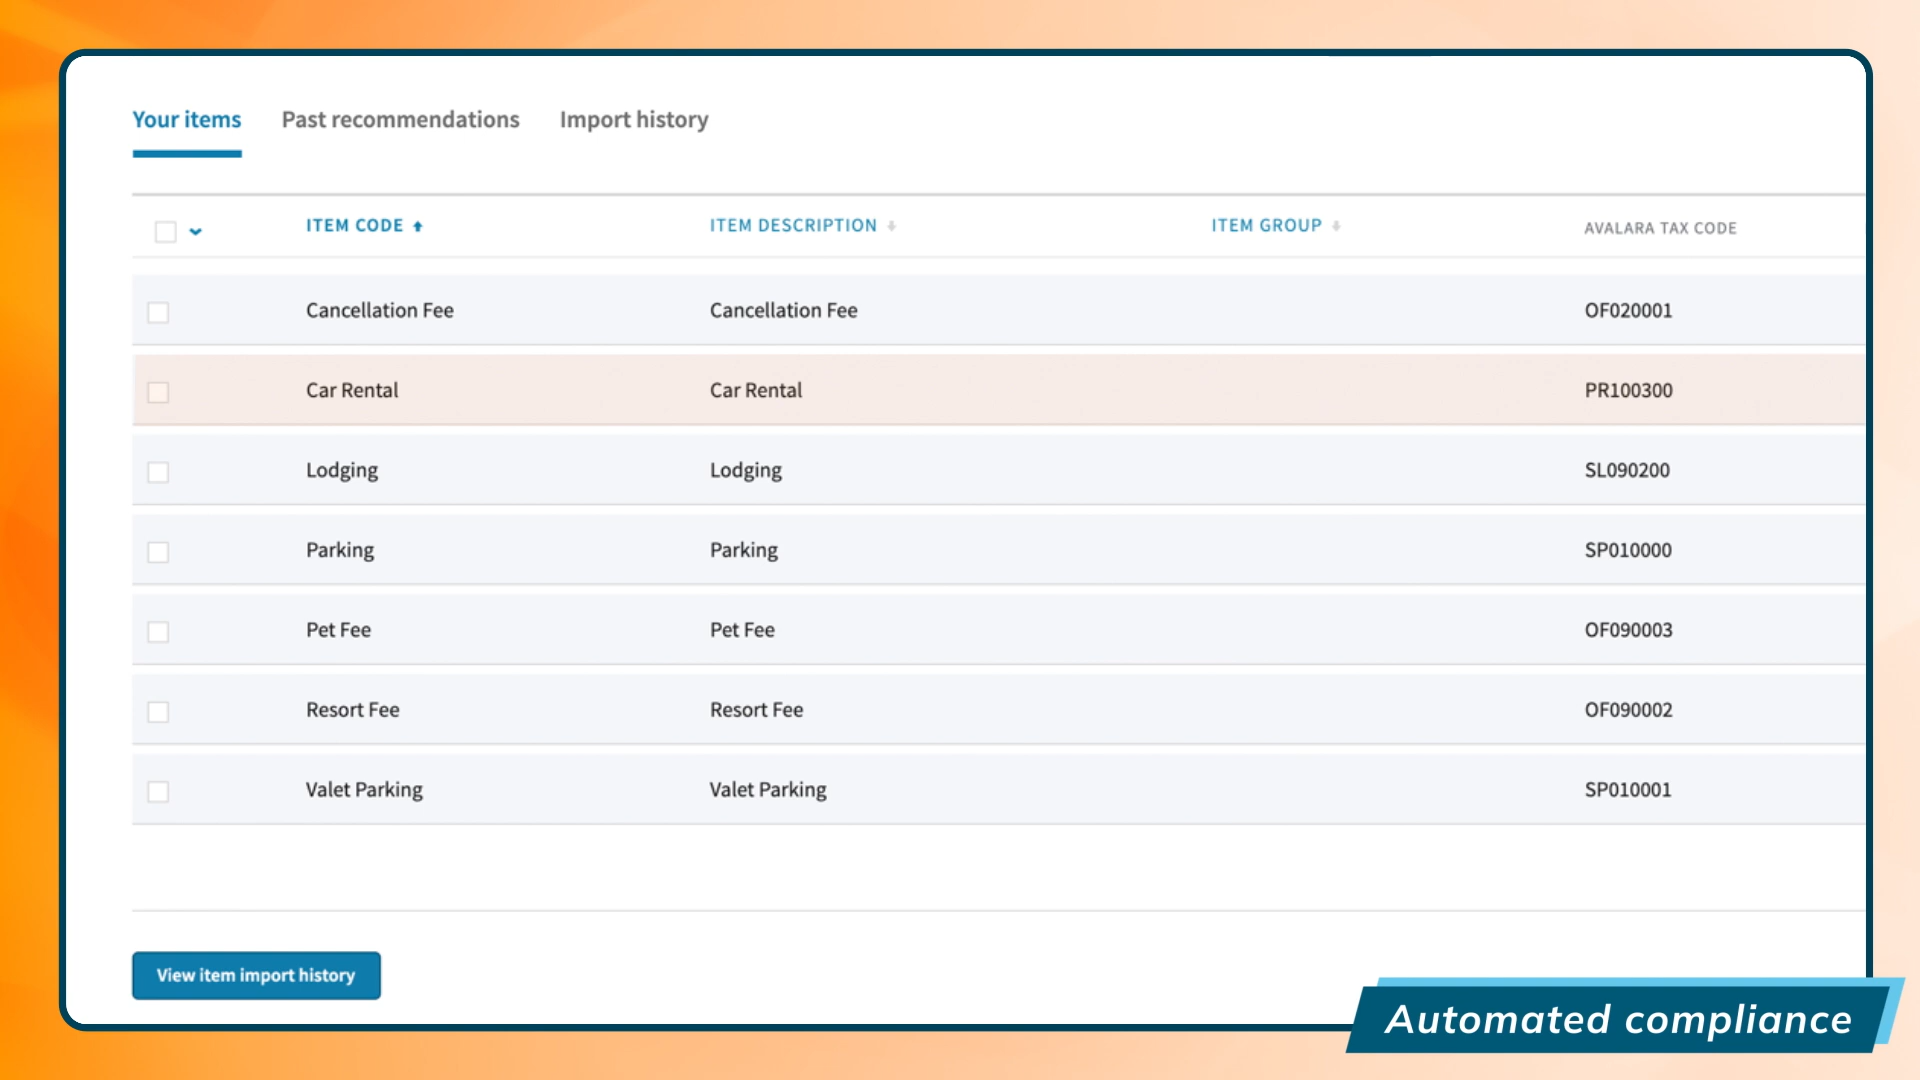 Your items Past recommendations Import history
ITEM CODE ITEM DESCRIPTION ITEM GROUP AVALARA TAX CODE
Cancellation Fee Cancellation Fee OF020001
Car Rental Car Rental PR100300
Lodging Lodging SL090200
Parking Parking SP010000
Pet Fee Pet Fee OF090003
Resort Fee Resort Fee OF090002
Valet Parking Valet Parking SP010001
View item import history
Automated compliance